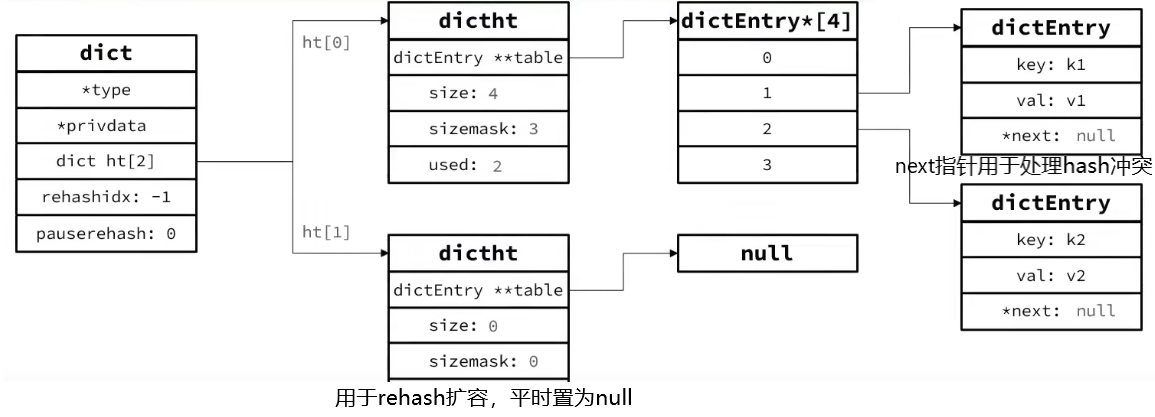 dict
*type
*privdata
dict ht[2]
rehashidx: -1
pauserehash: 0
ht[0]
ht[1]
dictht
dictEntry **table
size: 4
sizemask: 3
used: 2
dictht
dictEntry **table
size: 0
sizemask: 0
用于rehash扩容，平时置为null
dictEntry*[4]
0
1
2
3
null
dictEntry
key: k1
val: v1
*next: null
next指针用于处理hash冲突
dictEntry
key: k2
val: v2
*next: null